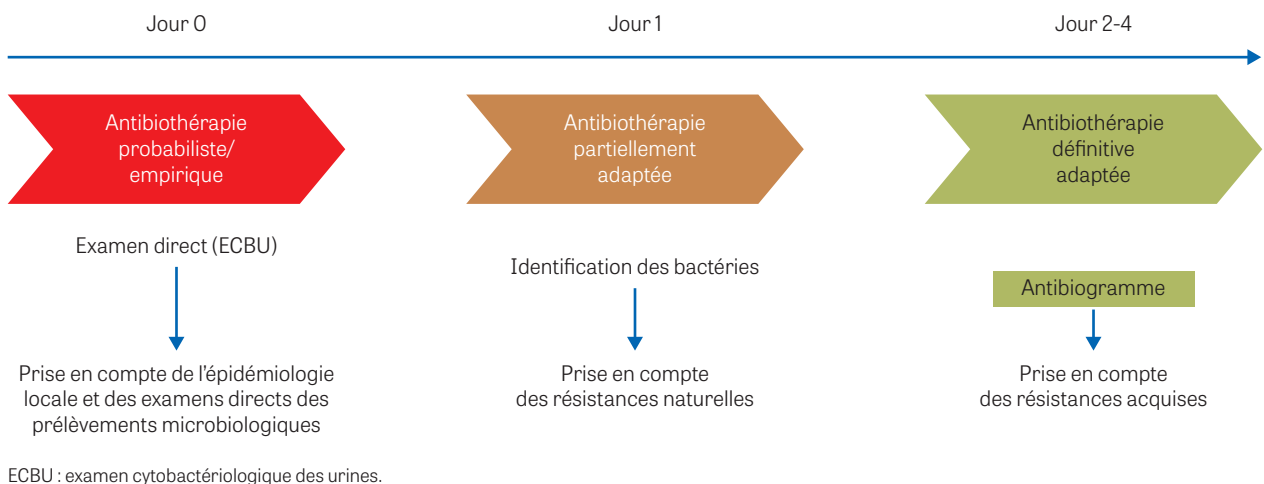 Jour 0
Jour 1
Jour 2-4
Antibiothérapie
probabiliste/
empirique
Antibiothérapie
partiellement
adaptée
Antibiothérapie
définitive
adaptée
Examen direct (ECBU)
Identification des bactéries
Antibiogramme
Prise en compte de l’épidémiologie
locale et des examens directs des
prélèvements microbiologiques
Prise en compte
des résistances naturelles
Prise en compte
des résistances acquises
ECBU : examen cytobactériologique des urines.